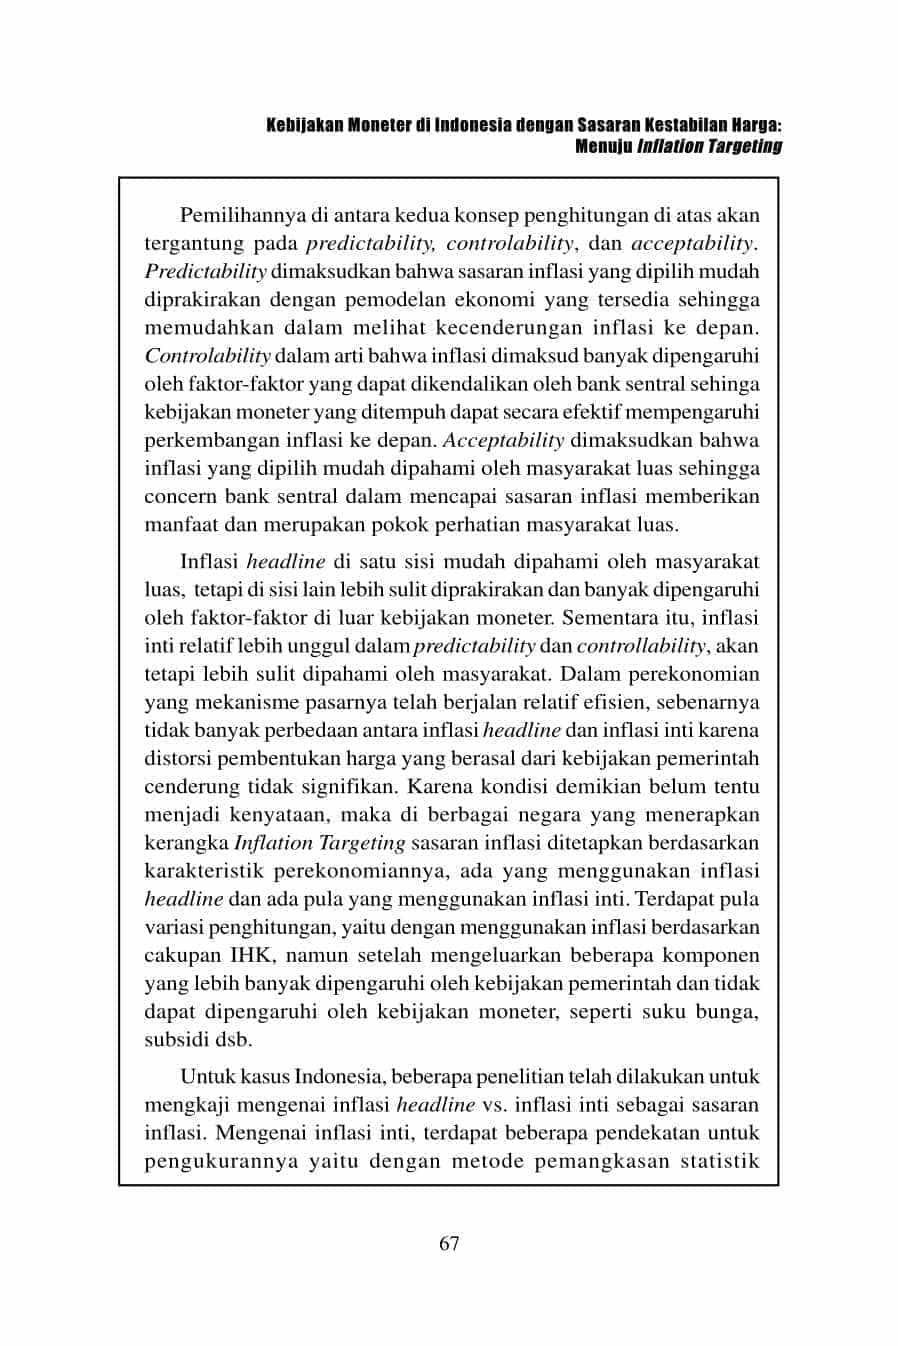 Kebijakan Moneter di Indonesia dengan Sasaran Kestabilan Harga:
Menuju Inflation Targeting
Pemilihannya di antara kedua konsep penghitungan di atas akan
tergantung pada predictability, controlability, dan acceptability.
Predictability dimaksudkan bahwa sasaran inflasi yang dipilih mudah
diprakirakan dengan pemodelan ekonomi yang tersedia sehingga
memudahkan dalam melihat kecenderungan inflasi ke depan.
Controlability dalam arti bahwa inflasi dimaksud banyak dipengaruhi
oleh faktor-faktor yang dapat dikendalikan oleh bank sentral sehinga
kebijakan moneter yang ditempuh dapat secara efektif mempengaruhi
perkembangan inflasi ke depan. Acceptability dimaksudkan bahwa
inflasi yang dipilih mudah dipahami oleh masyarakat luas sehingga
concern bank sentral dalam mencapai sasaran inflasi memberikan
manfaat dan merupakan pokok perhatian masyarakat luas.
Inflasi headline di satu sisi mudah dipahami oleh masyarakat
luas, tetapi di sisi lain lebih sulit diprakirakan dan banyak dipengaruhi
oleh faktor-faktor di luar kebijakan moneter. Sementara itu, inflasi
inti relatif lebih unggul dalam predictability dan controllability, akan
tetapi lebih sulit dipahami oleh masyarakat. Dalam perekonomian
yang mekanisme pasarnya telah berjalan relatif efisien, sebenarnya
tidak banyak perbedaan antara inflasi headline dan inflasi inti karena
distorsi pembentukan harga yang berasal dari kebijakan pemerintah
cenderung tidak signifikan. Karena kondisi demikian belum tentu
menjadi kenyataan, maka di berbagai negara yang menerapkan
kerangka Inflation Targeting sasaran inflasi ditetapkan berdasarkan
karakteristik perekonomiannya, ada yang menggunakan inflasi
headline dan ada pula yang menggunakan inflasi inti. Terdapat pula
variasi penghitungan, yaitu dengan menggunakan inflasi berdasarkan
cakupan IHK, namun setelah mengeluarkan beberapa komponen
yang lebih banyak dipengaruhi oleh kebijakan pemerintah dan tidak
dapat dipengaruhi oleh kebijakan moneter, seperti suku bunga,
subsidi dsb.
Untuk kasus Indonesia, beberapa penelitian telah dilakukan untuk
mengkaji mengenai inflasi headline vs. inflasi inti sebagai sasaran
inflasi. Mengenai inflasi inti, terdapat beberapa pendekatan untuk
pengukurannya yaitu dengan metode pemangkasan statistik
67